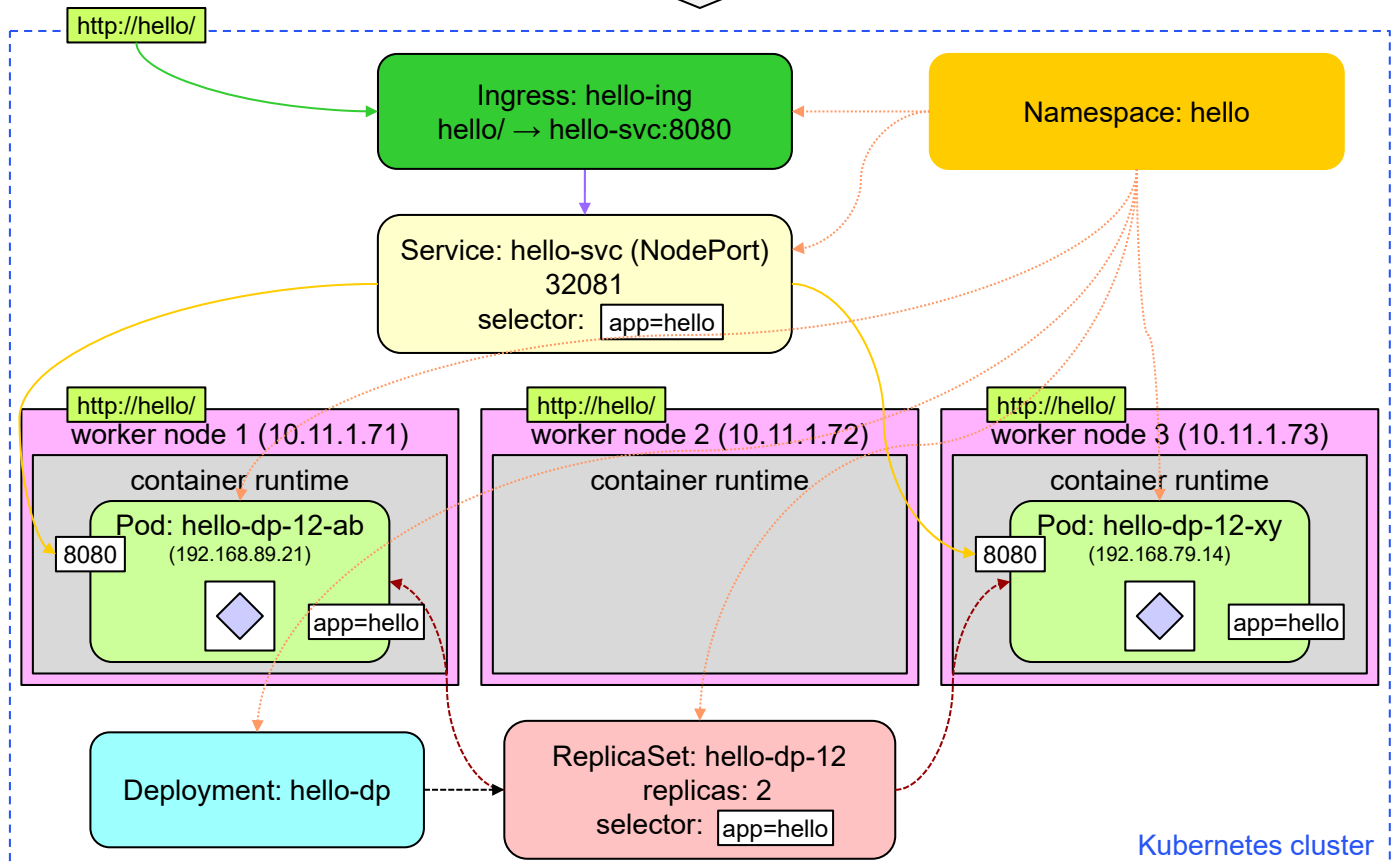 http://hello/
Ingress: hello-ing
hello/ → hello-svc:8080
Namespace: hello
Service: hello-svc (NodePort)
32081
selector:
app=hello
http://hello/
worker node 1 (10.11.1.71)
container runtime
Pod: hello-dp-12-ab
(192.168.89.21)
8080
app=hello
http://hello/
worker node 2 (10.11.1.72)
container runtime
http://hello/
worker node 3 (10.11.1.73)
container runtime
Pod: hello-dp-12-xy
(192.168.79.14)
8080
app=hello
Deployment: hello-dp
ReplicaSet: hello-dp-12
replicas: 2
selector:
app=hello
Kubernetes cluster